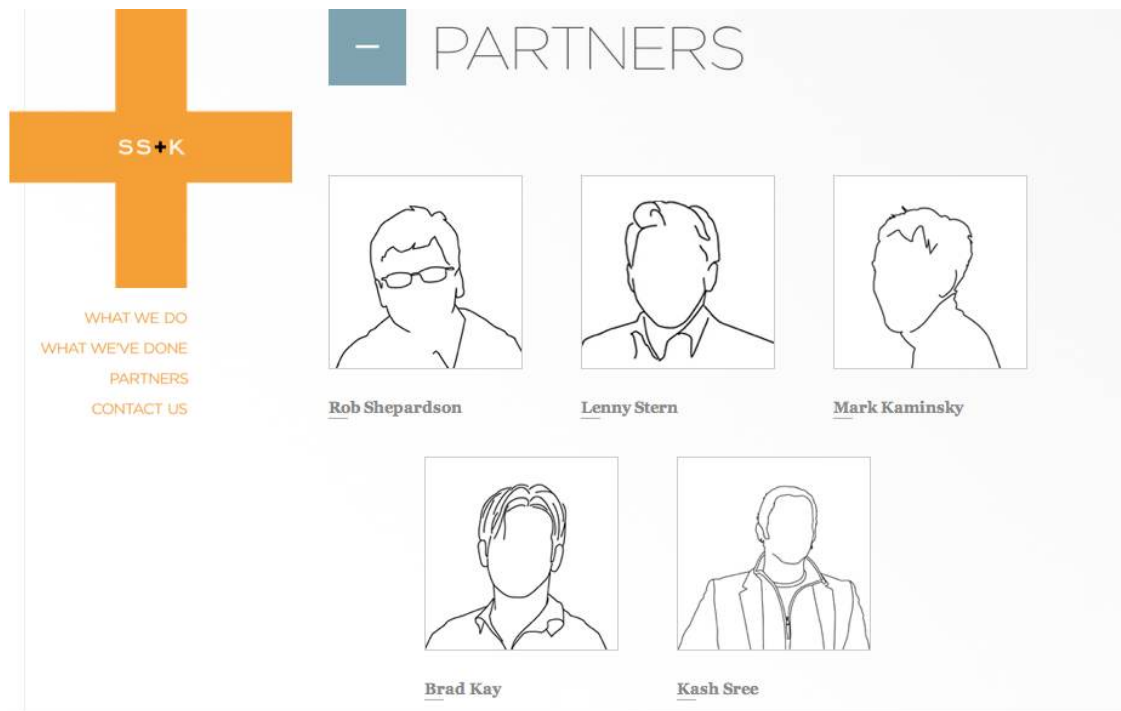 PARTNERS
SS+K
WHAT WE DO
WHAT WE'VE DONE
PARTNERS
CONTACT US
Rob Shepardson
Lenny Stern
Mark Kaminsky
Brad Kay
Kash Sree